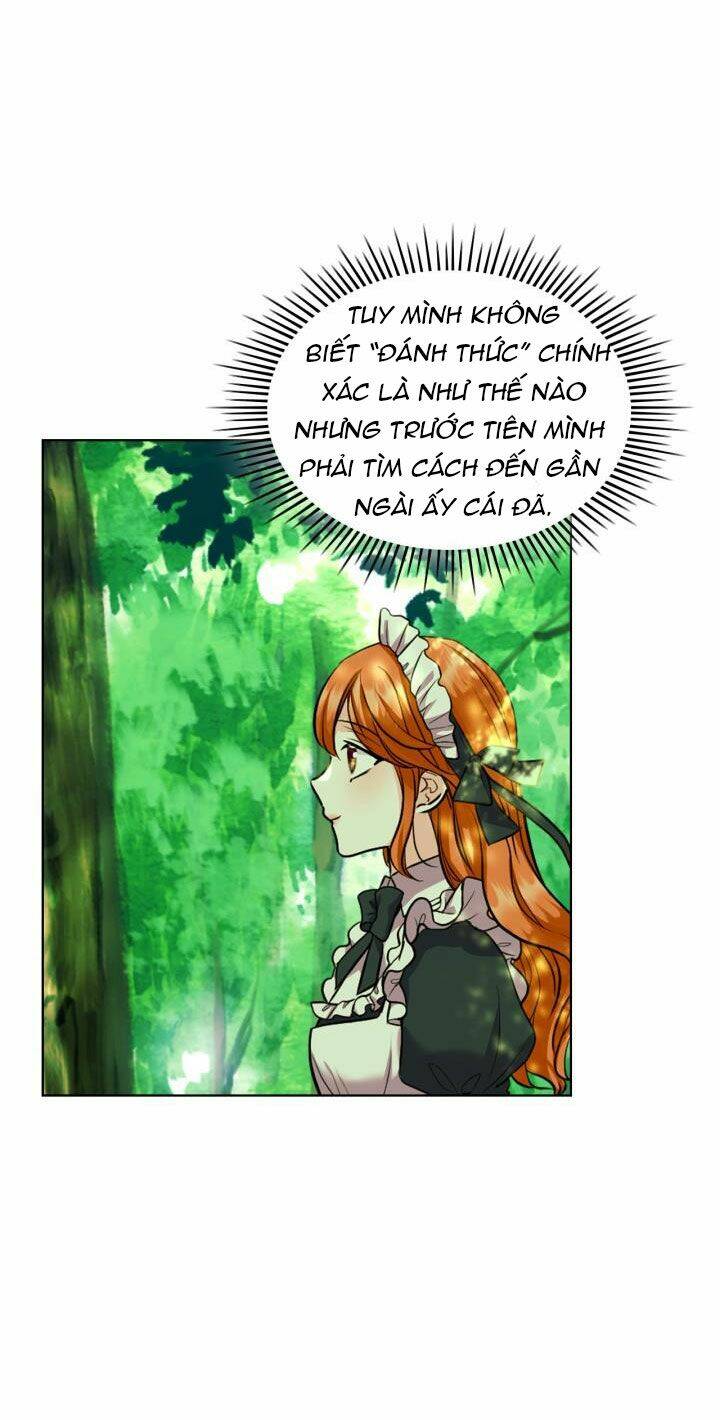 TUY MÌNH KHÔNG
BIẾT "ĐÁNH THỨC" CHÍNH
XÁC LÀ NHƯ THẾ NÀO
NHƯNG TRƯỚC TIÊN MÌNH
PHẢI TÌM CÁCH ĐẾN GẦN
NGÀI ẤY CÁI ĐÃ.